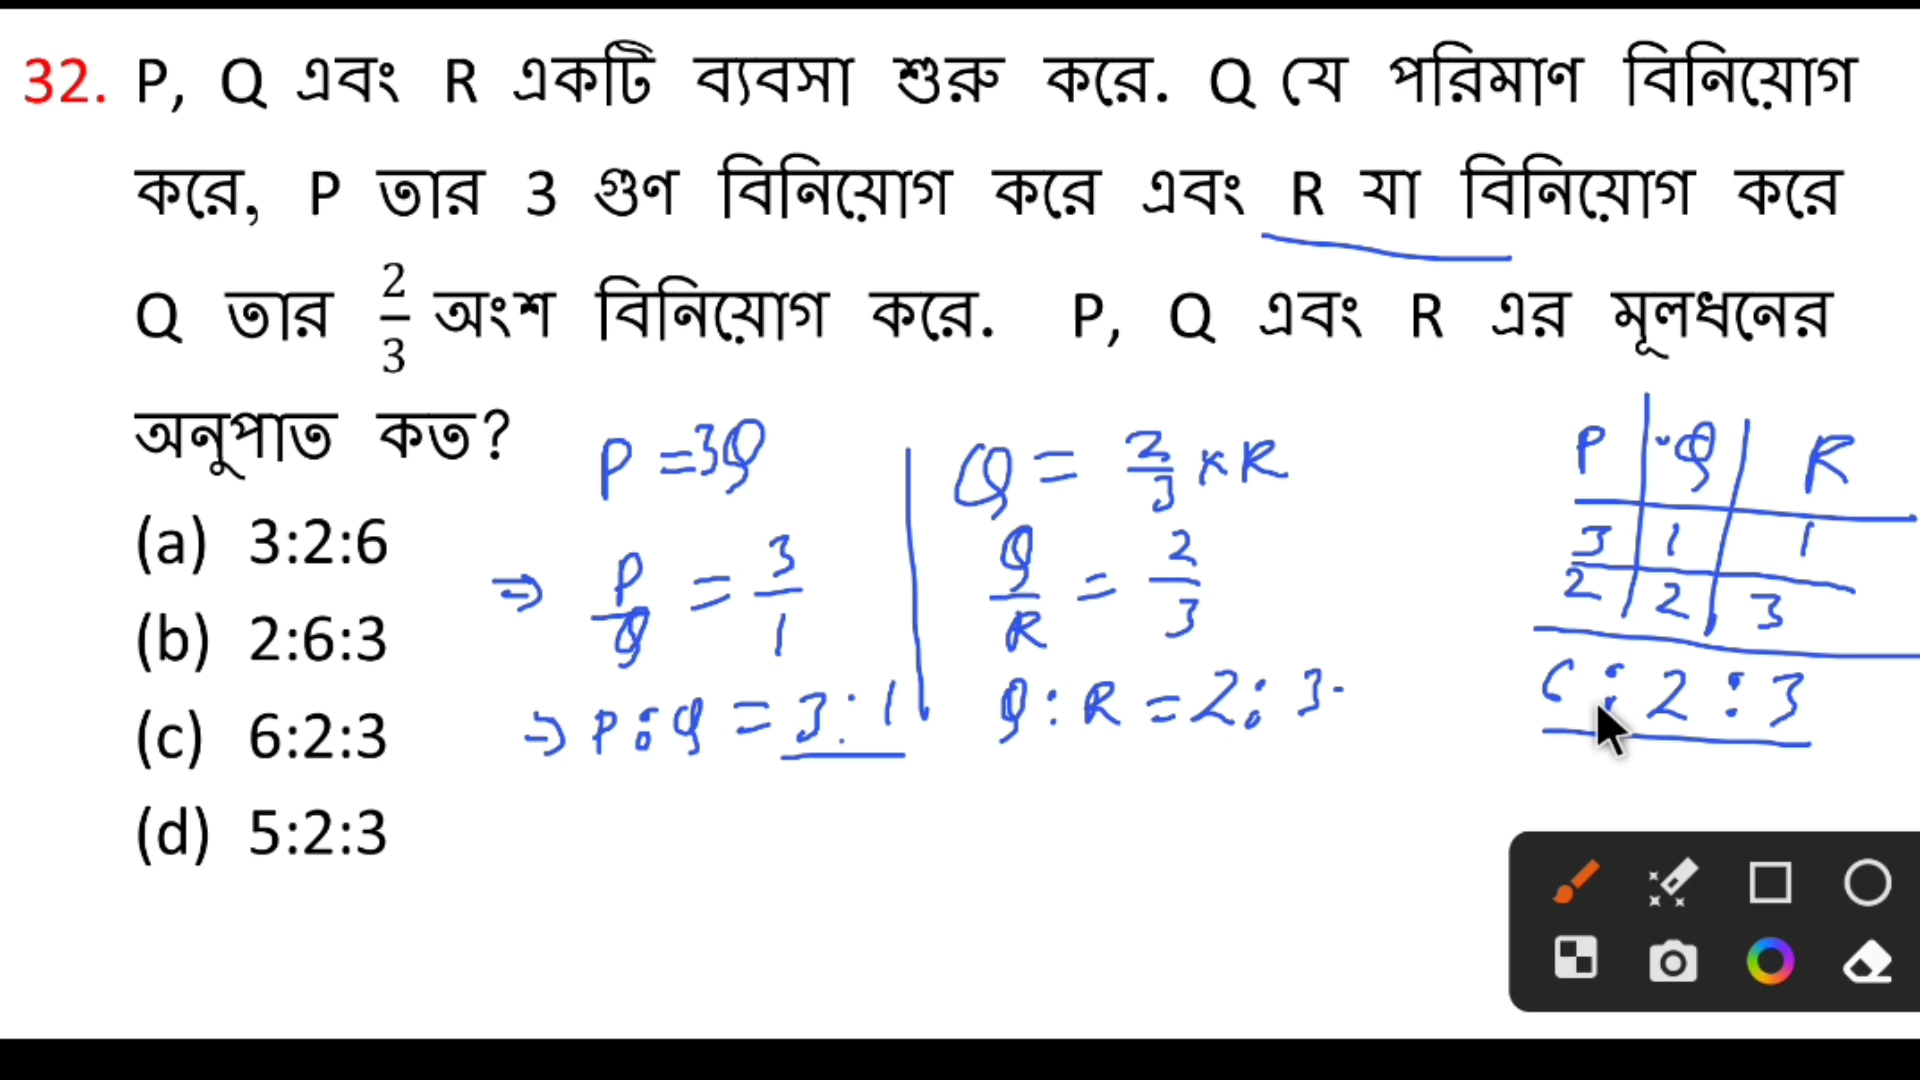 32. P, Q এবং R একটি ব্যবসা শুরু করে. Q যে পরিমাণ বিনিয়োগ
করে, P তার 3 গুণ বিনিয়োগ করে এবং R যা বিনিয়োগ করে
Q তার 2/3 অংশ বিনিয়োগ করে. P, Q এবং R এর মূলধনের
অনুপাত কত?
(a) 3:2:6
(b) 2:6:3
(c) 6:2:3
(d) 5:2:3
P = 3Q
⇒ P/Q = 3/1
⇒ P:Q = 3:1
Q = 2/3 × R
Q/R = 2/3
Q:R = 2:3
P Q R
3 1 1
2 2 3
6:2:3